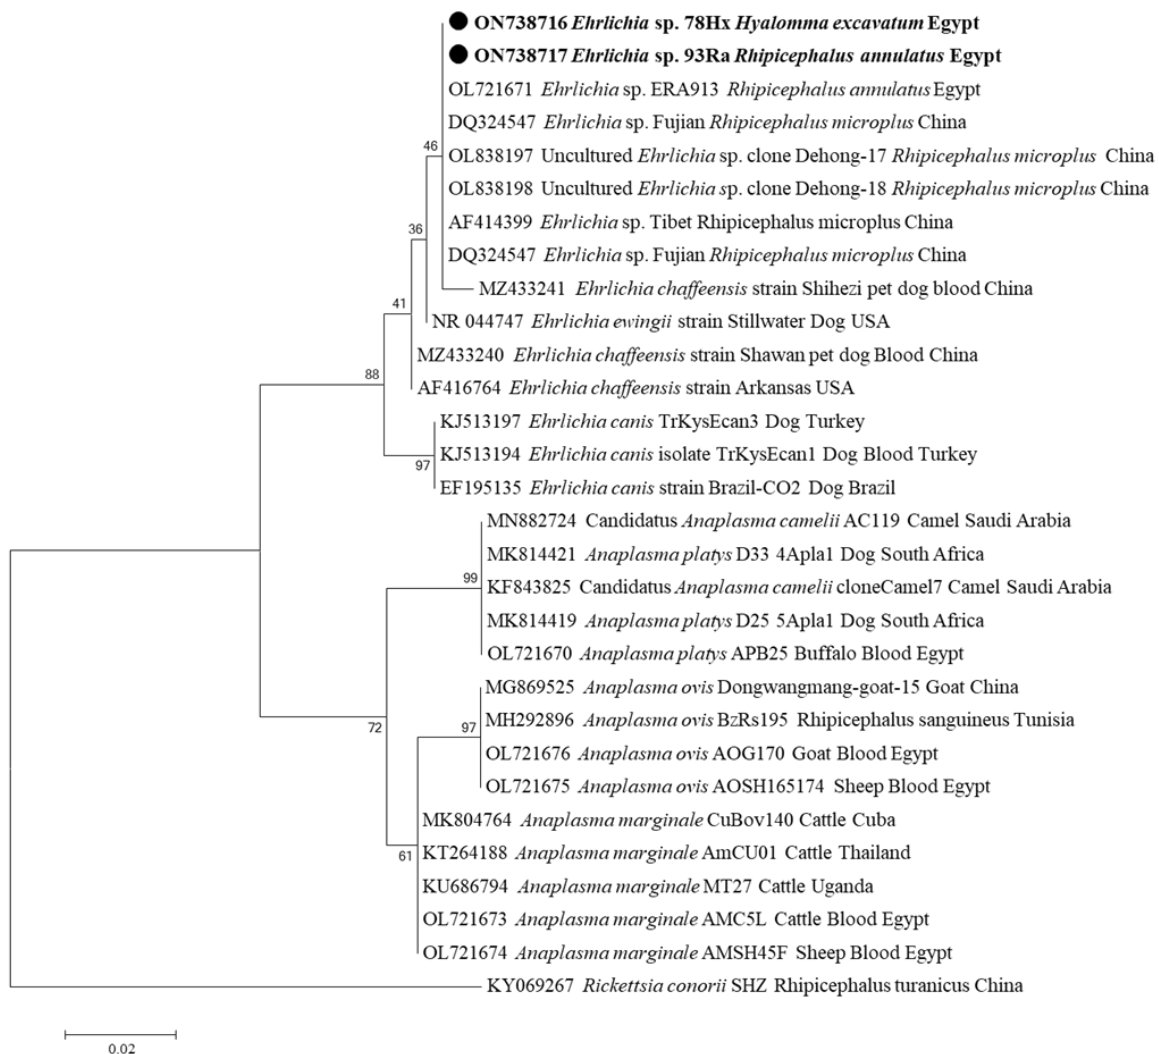 ON738716 Ehrlichia sp. 78Hx Hyalomma excavatum Egypt
ON738717 Ehrlichia sp. 93Ra Rhipicephalus annulatus Egypt
OL721671 Ehrlichia sp. ERA913 Rhipicephalus annulatus Egypt
DQ324547 Ehrlichia sp. Fujian Rhipicephalus microplus China
46
OL838197 Uncultured Ehrlichia sp. clone Dehong-17 Rhipicephalus microplus China
OL838198 Uncultured Ehrlichia sp. clone Dehong-18 Rhipicephalus microplus China
AF414399 Ehrlichia sp. Tibet Rhipicephalus microplus China
36
DQ324547 Ehrlichia sp. Fujian Rhipicephalus microplus China
MZ433241 Ehrlichia chaffeensis strain Shihezi pet dog blood China
41
NR 044747 Ehrlichia ewingii strain Stillwater Dog USA
MZ433240 Ehrlichia chaffeensis strain Shawan pet dog Blood China
88
AF416764 Ehrlichia chaffeensis strain Arkansas USA
KJ513197 Ehrlichia canis TrKysEcan3 Dog Turkey
KJ513194 Ehrlichia canis isolate TrKysEcan1 Dog Blood Turkey
97
EF195135 Ehrlichia canis strain Brazil-CO2 Dog Brazil
MN882724 Candidatus Anaplasma camelii AC119 Camel Saudi Arabia
MK814421 Anaplasma platys D33 4Apla1 Dog South Africa
99
KF843825 Candidatus Anaplasma camelii cloneCamel7 Camel Saudi Arabia
MK814419 Anaplasma platys D25 5Apla1 Dog South Africa
OL721670 Anaplasma platys APB25 Buffalo Blood Egypt
MG869525 Anaplasma ovis Dongwangmang-goat-15 Goat China
72
MH292896 Anaplasma ovis BzRs195 Rhipicephalus sanguineus Tunisia
97
OL721676 Anaplasma ovis AOG170 Goat Blood Egypt
OL721675 Anaplasma ovis AOSH165174 Sheep Blood Egypt
MK804764 Anaplasma marginale CuBov140 Cattle Cuba
61
KT264188 Anaplasma marginale AmCU01 Cattle Thailand
KU686794 Anaplasma marginale MT27 Cattle Uganda
OL721673 Anaplasma marginale AMC5L Cattle Blood Egypt
OL721674 Anaplasma marginale AMSH45F Sheep Blood Egypt
KY069267 Rickettsia conorii SHZ Rhipicephalus turanicus China
0.02